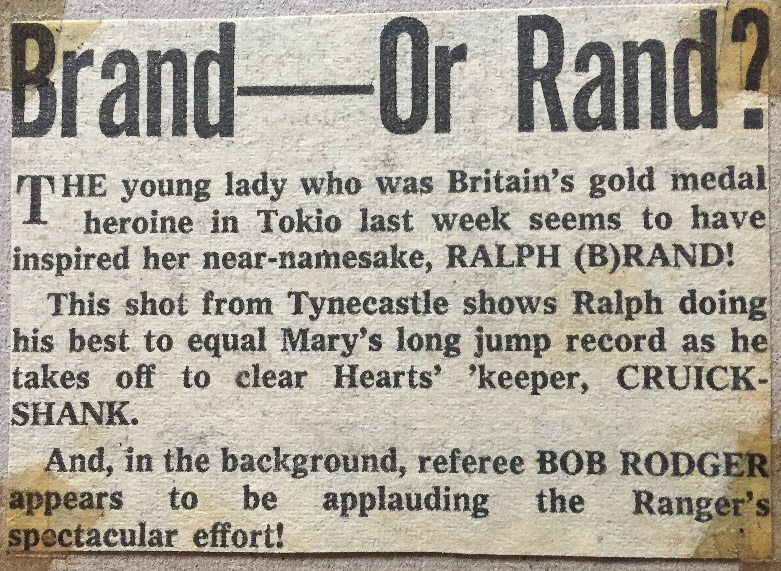 Brand—Or Rand?
THE young lady who was Britain's gold medal
heroine in Tokio last week seems to have
inspired her near-namesake, RALPH (B)RAND!
This shot from Tynecastle shows Ralph doing
his best to equal Mary's long jump record as he
takes off to clear Hearts' 'keeper, CRUICK-
SHANK.
And, in the background, referee BOB RODGER
appears to be applauding the Ranger's
spectacular effort!